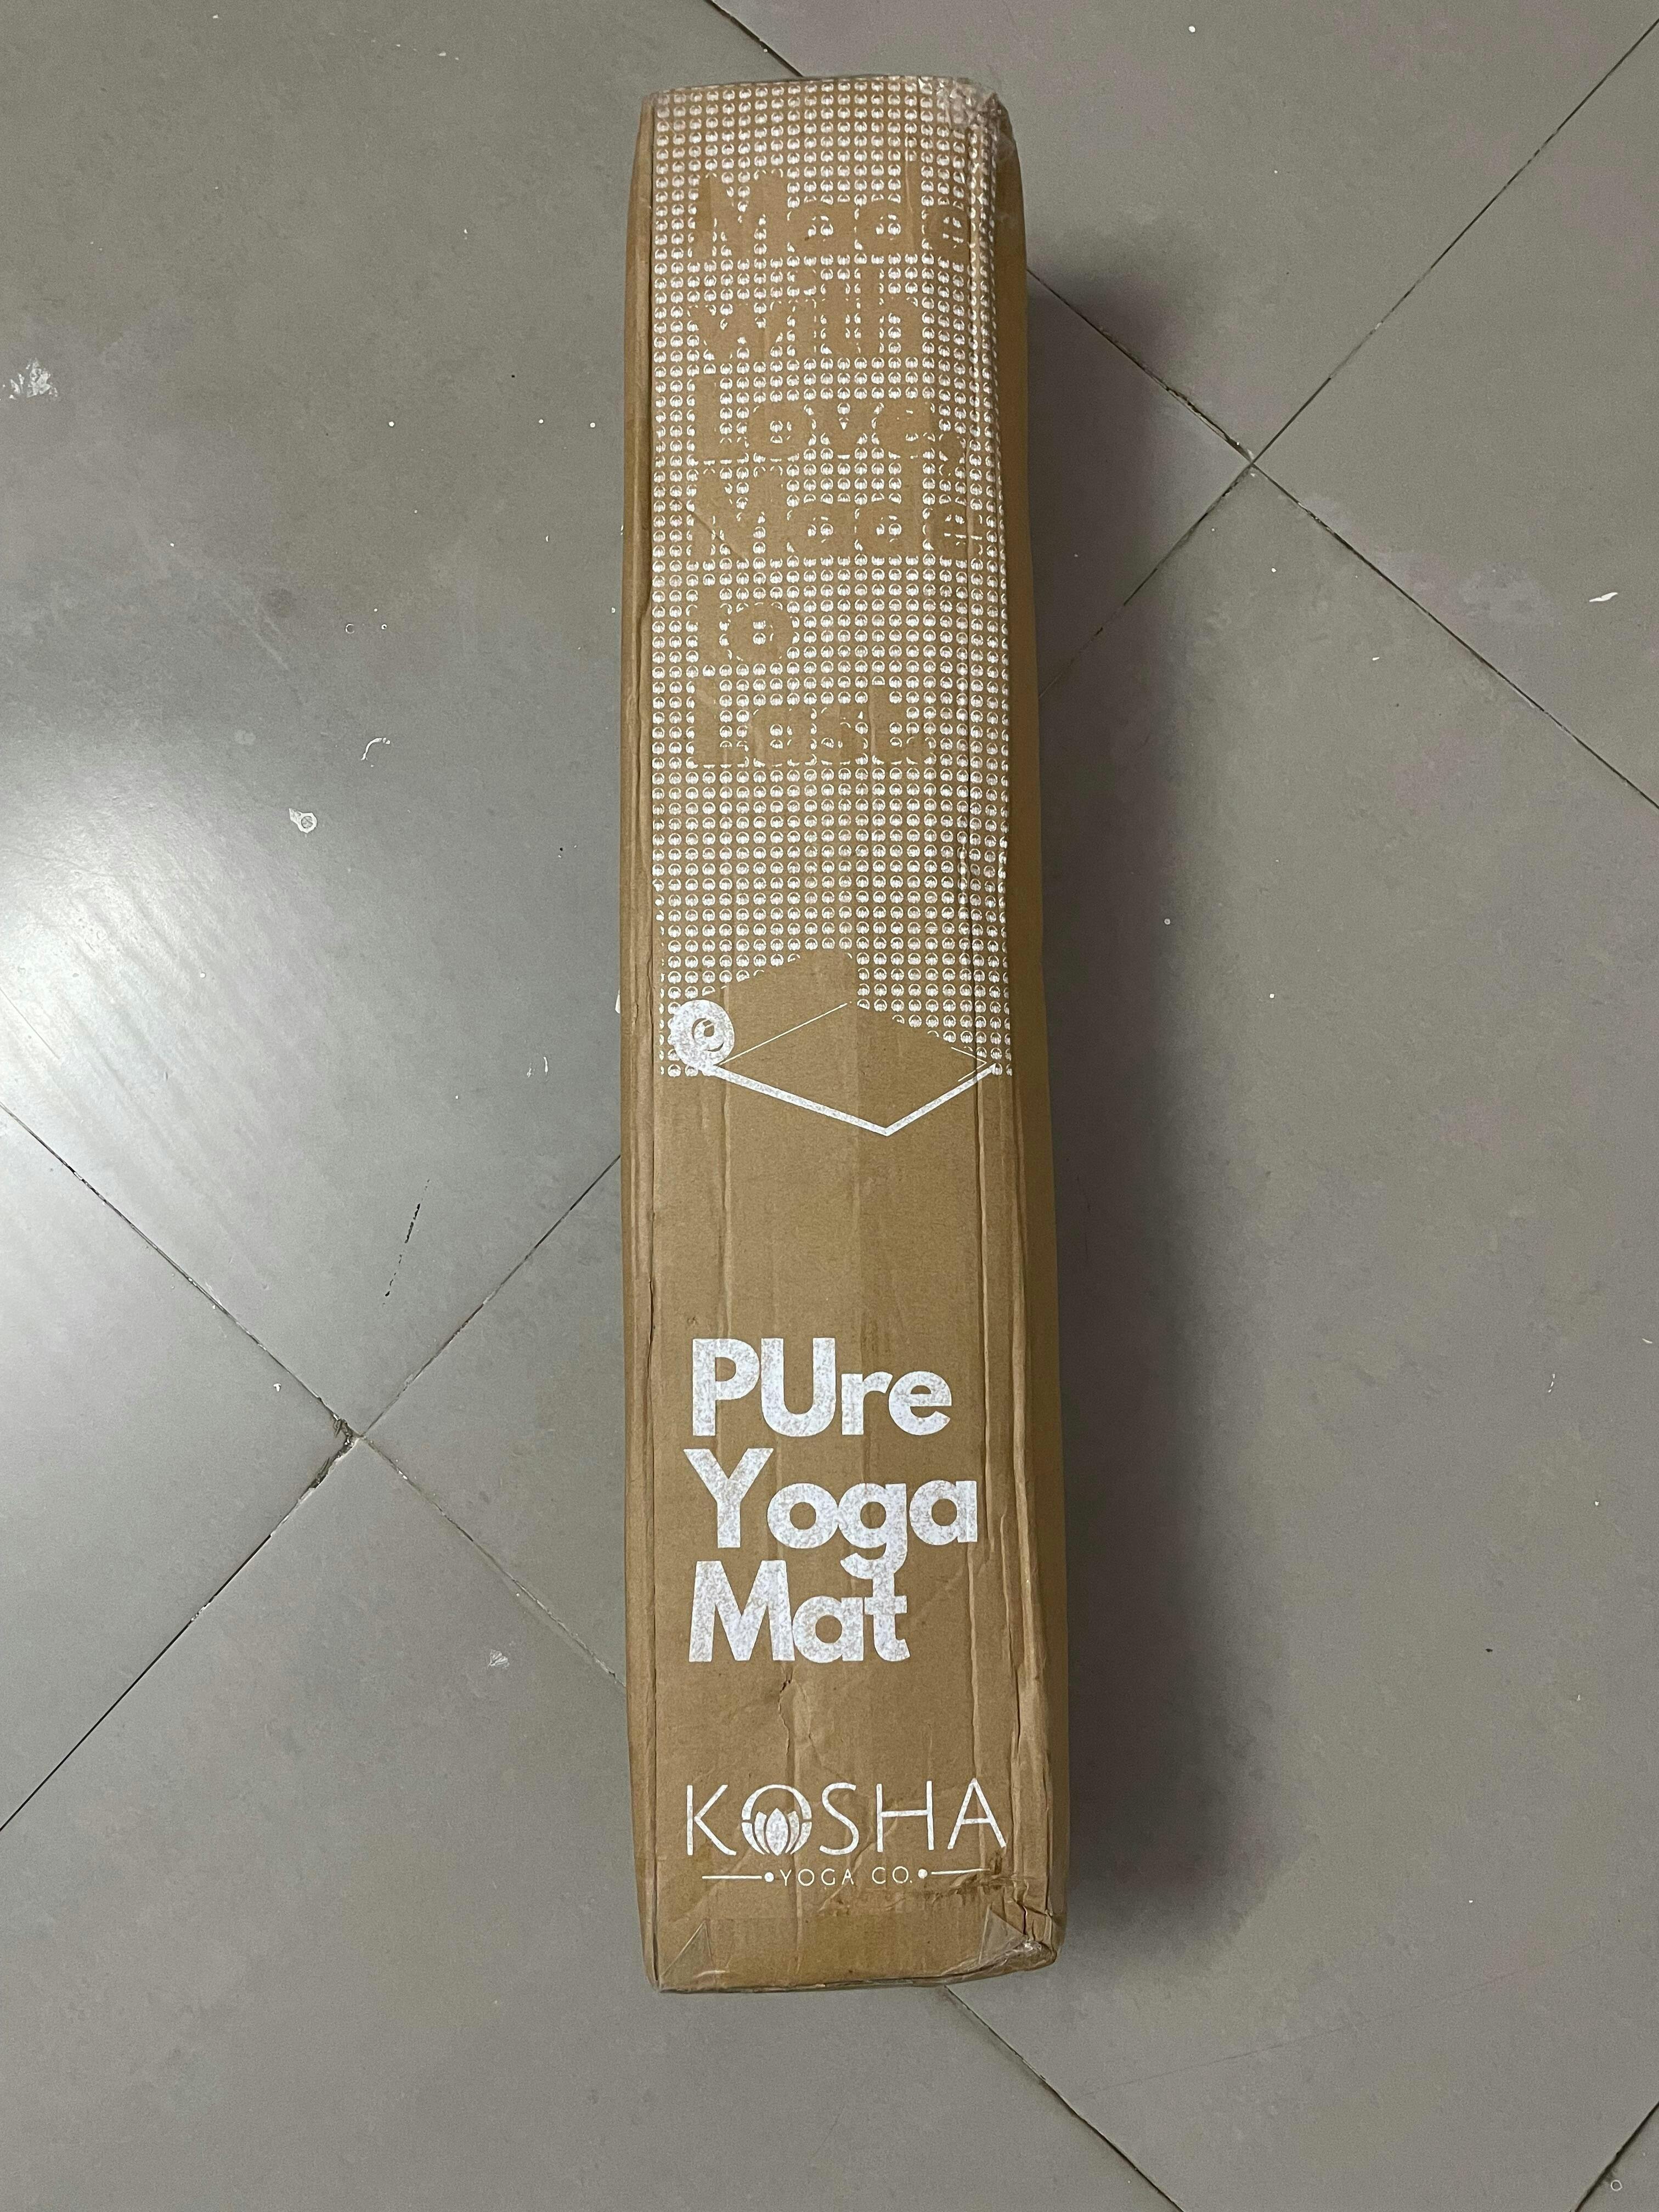 Made
with
Love,
Made
to
Last.
PUre
Yoga
Mat
KOSHA
YOGA CO.